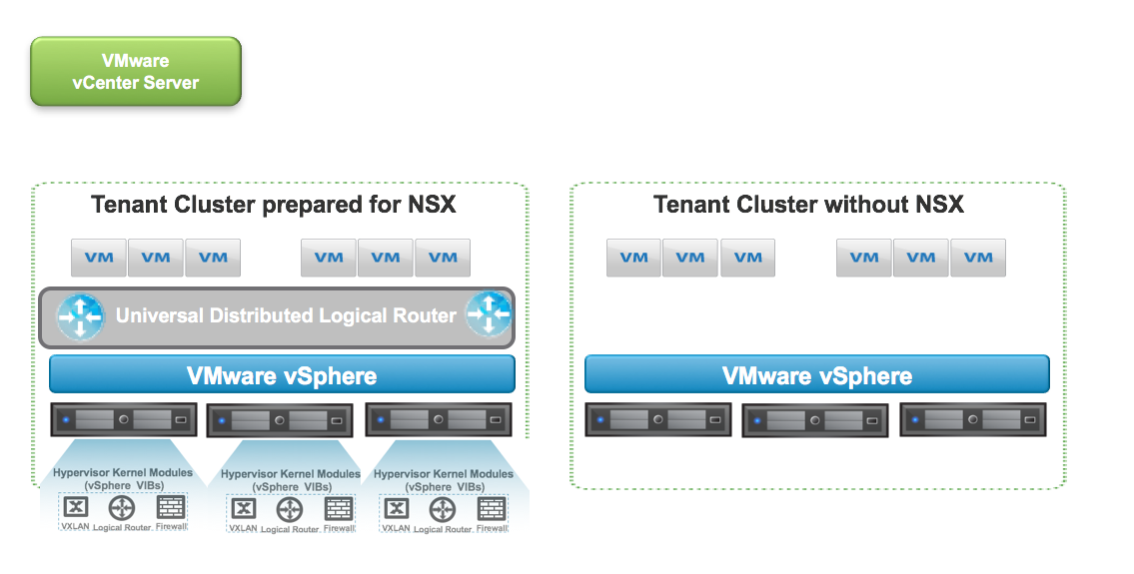 VMware
vCenter Server
Tenant Cluster prepared for NSX
VM VM VM VM VM VM
Universal Distributed Logical Router
VMware vSphere
Hypervisor Kernel Modules
(vSphere VIBs)
VXLAN Logical Router Firewall
Hypervisor Kernel Modules
(vSphere VIBs)
VXLAN Logical Router Firewall
Hypervisor Kernel Modules
(vSphere VIBs)
VXLAN Logical Router Firewall
Tenant Cluster without NSX
VM VM VM VM VM VM
VMware vSphere